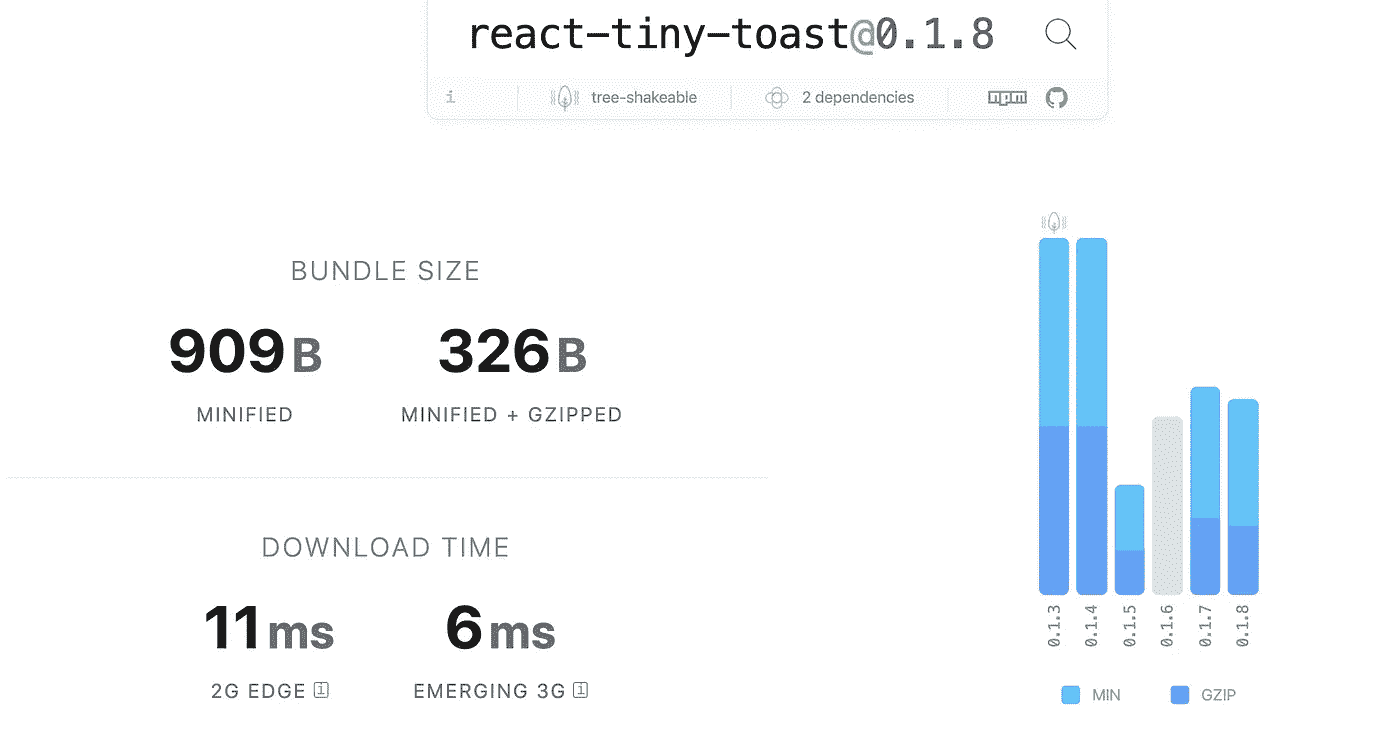 react-tiny-toast@0.1.8
i tree-shakeable 2 dependencies npm
BUNDLE SIZE
909 B 326 B
MINIFIED MINIFIED + GZIPPED
DOWNLOAD TIME
11 ms 6 ms
2G EDGE i EMERGING 3G i
0.1.3 0.1.4 0.1.5 0.1.6 0.1.7 0.1.8
MIN GZIP